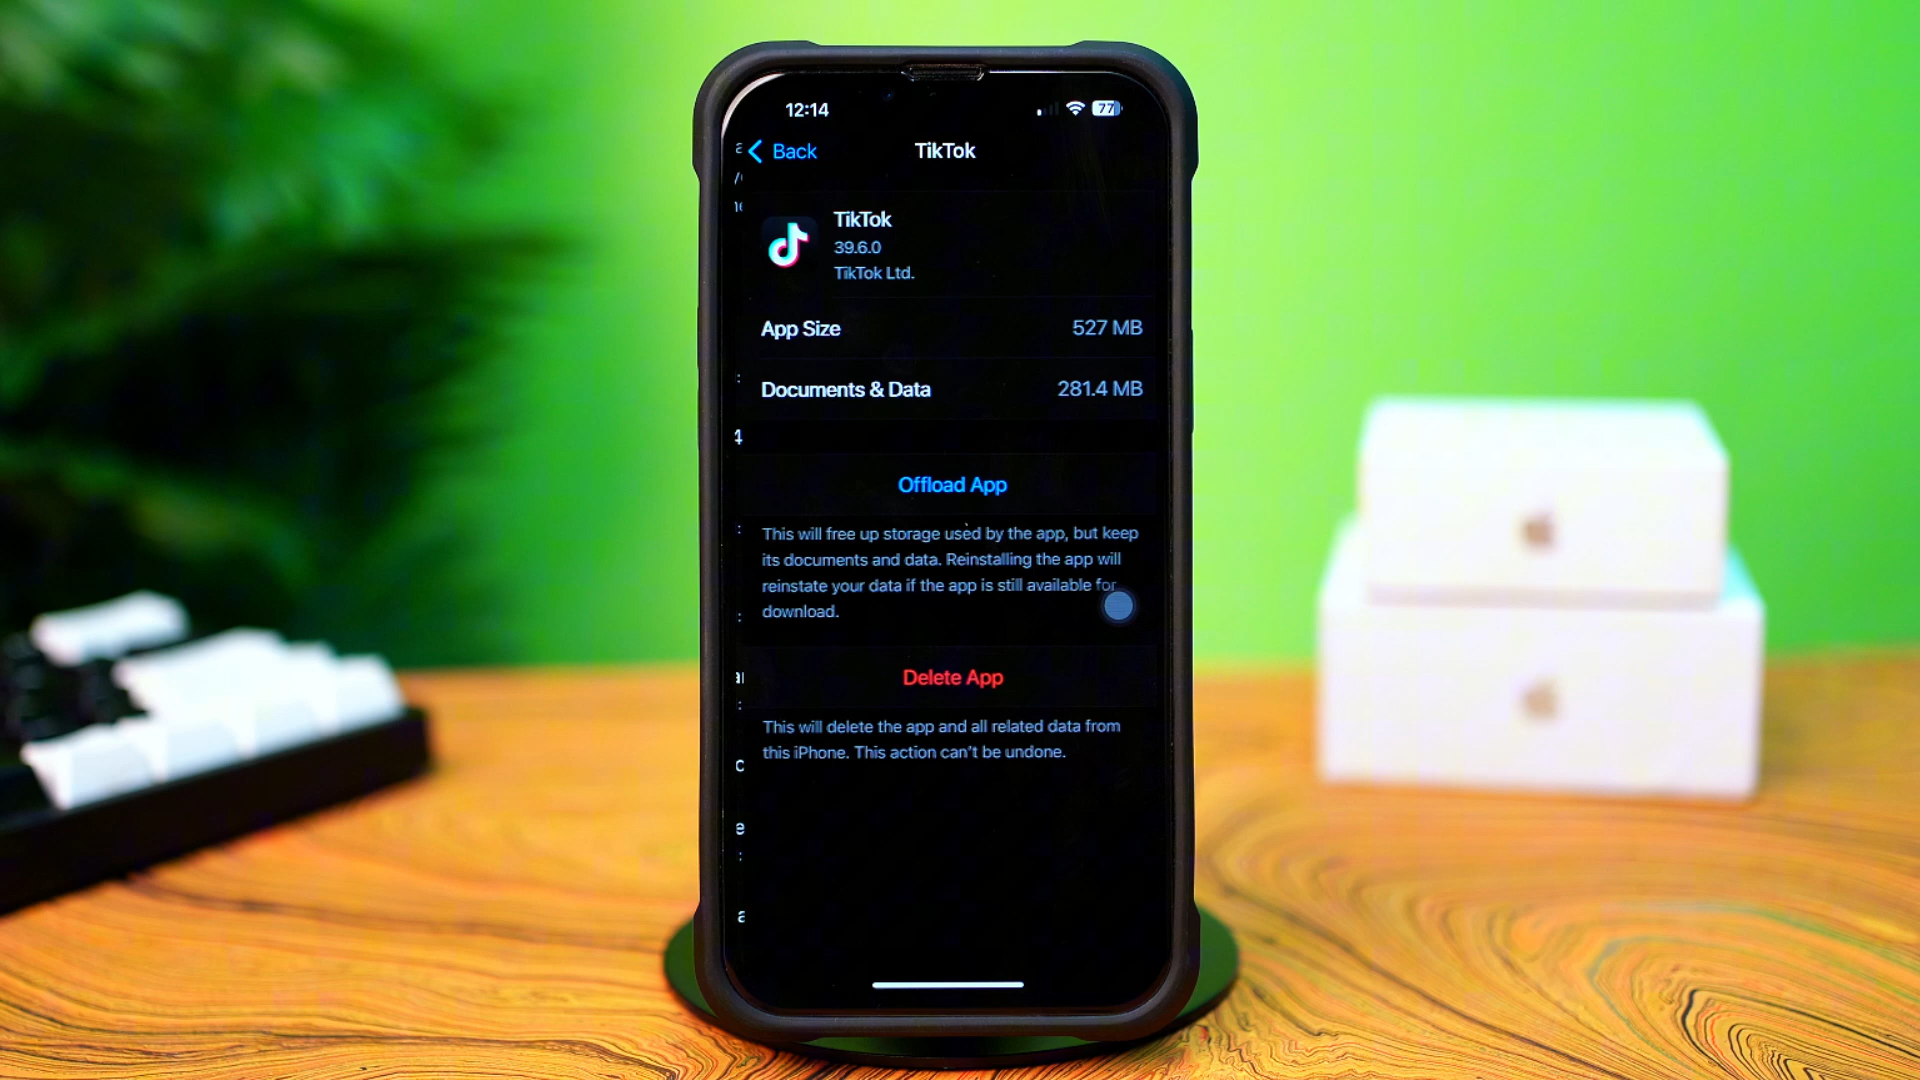 12:14
77
Back
TikTok
TikTok
39.6.0
TikTok Ltd.
App Size 527 MB
Documents & Data 281.4 MB
Offload App
This will free up storage used by the app, but keep
its documents and data. Reinstalling the app will
reinstate your data if the app is still available for
download.
Delete App
This will delete the app and all related data from
this iPhone. This action can't be undone.